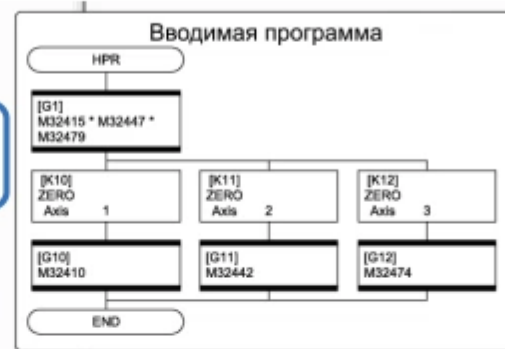 Вводимая программа
HPR
[G1]
M32415 * M32447 *
M32479
[K10]
ZERO
Axis 1
[K11]
ZERO
Axis 2
[K12]
ZERO
Axis 3
[G10]
M32410
[G11]
M32442
[G12]
M32474
END